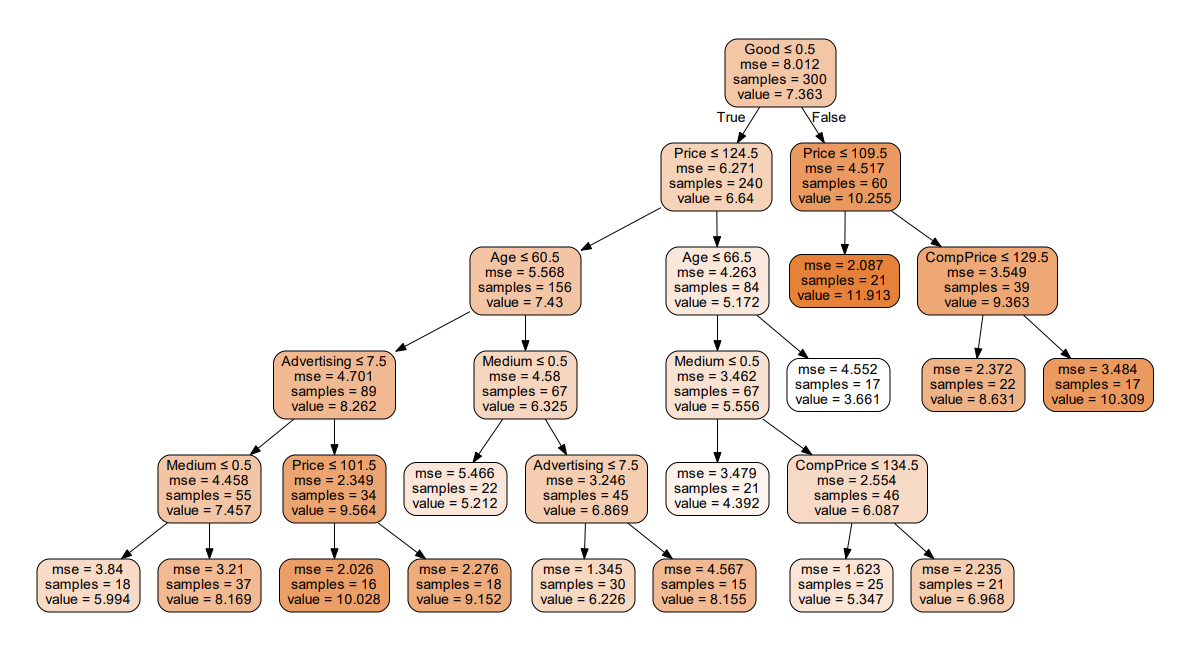 Good ≤ 0.5
mse = 8.012
samples = 300
value = 7.363
True
False
Price ≤ 124.5
mse = 6.271
samples = 240
value = 6.64
Price ≤ 109.5
mse = 4.517
samples = 60
value = 10.255
Age ≤ 60.5
mse = 5.568
samples = 156
value = 7.43
Age ≤ 66.5
mse = 4.263
samples = 84
value = 5.172
mse = 2.087
samples = 21
value = 11.913
CompPrice ≤ 129.5
mse = 3.549
samples = 39
value = 9.363
Advertising ≤ 7.5
mse = 4.701
samples = 89
value = 8.262
Medium ≤ 0.5
mse = 4.58
samples = 67
value = 6.325
Medium ≤ 0.5
mse = 3.462
samples = 67
value = 5.556
mse = 4.552
samples = 17
value = 3.661
mse = 2.372
samples = 22
value = 8.631
mse = 3.484
samples = 17
value = 10.309
Medium ≤ 0.5
mse = 4.458
samples = 55
value = 7.457
Price ≤ 101.5
mse = 2.349
samples = 34
value = 9.564
mse = 5.466
samples = 22
value = 5.212
Advertising ≤ 7.5
mse = 3.246
samples = 45
value = 6.869
mse = 3.479
samples = 21
value = 4.392
CompPrice ≤ 134.5
mse = 2.554
samples = 46
value = 6.087
mse = 3.84
samples = 18
value = 5.994
mse = 3.21
samples = 37
value = 8.169
mse = 2.026
samples = 16
value = 10.028
mse = 2.276
samples = 18
value = 9.152
mse = 1.345
samples = 30
value = 6.226
mse = 4.567
samples = 15
value = 8.155
mse = 1.623
samples = 25
value = 5.347
mse = 2.235
samples = 21
value = 6.968